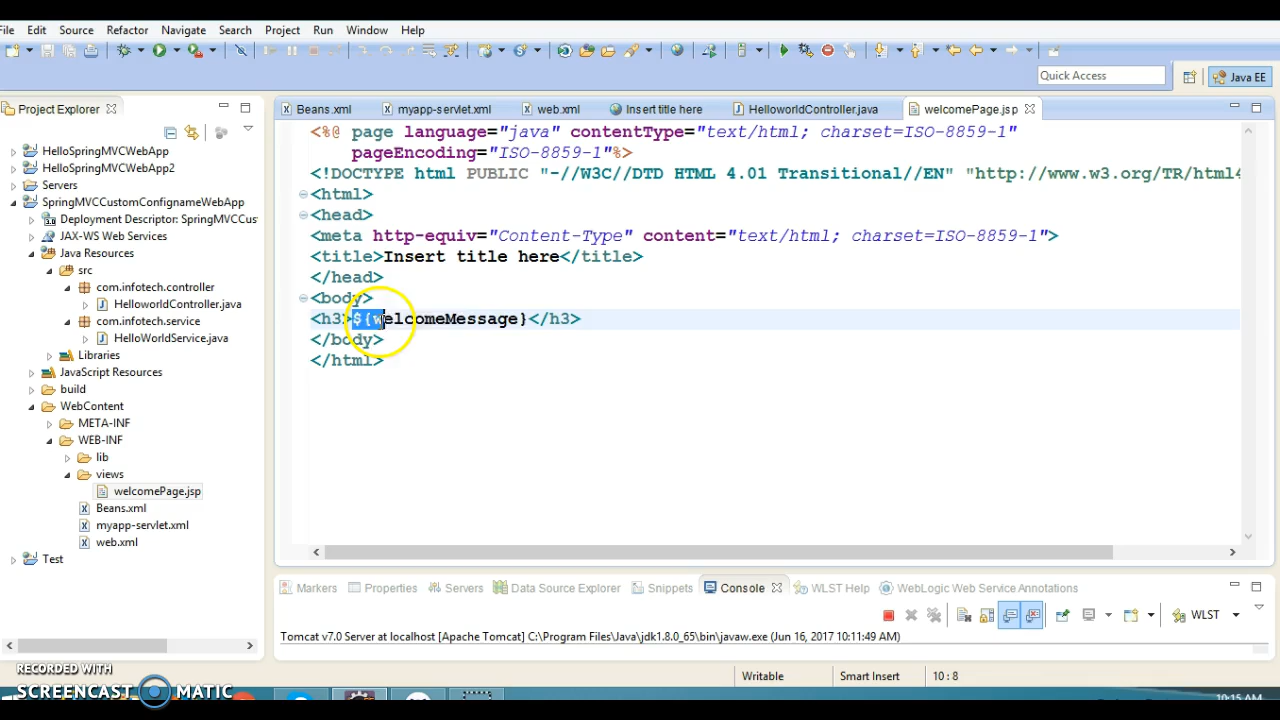 File Edit Source Refactor Navigate Search Project Run Window Help
Quick Access
Java EE
Project Explorer
Beans.xml
myapp-servlet.xml
web.xml
Insert title here
HelloworldController.java
welcomePage.jsp
HelloSpringMVCWebApp
HelloSpringMVCWebApp2
Servers
SpringMVCCustomConfignameWebApp
Deployment Descriptor: SpringMVCCus
JAX-WS Web Services
Java Resources
src
com.infotech.controller
HelloworldController.java
com.infotech.service
HelloWorldService.java
Libraries
JavaScript Resources
build
WebContent
META-INF
WEB-INF
lib
views
welcomePage.jsp
Beans.xml
myapp-servlet.xml
web.xml
Test
<%@ page language="java" contentType="text/html; charset=ISO-8859-1"
pageEncoding="ISO-8859-1"%>
<!DOCTYPE html PUBLIC "-//W3C//DTD HTML 4.01 Transitional//EN" "http://www.w3.org/TR/html4
<html>
<head>
<meta http-equiv="Content-Type" content="text/html; charset=ISO-8859-1">
<title>Insert title here</title>
</head>
<body>
<h3>${welcomeMessage}</h3>
</body>
</html>
Markers
Properties
Servers
Data Source Explorer
Snippets
Console
WLST Help
WebLogic Web Service Annotations
WLST
Tomcat v7.0 Server at localhost [Apache Tomcat] C:\Program Files\Java\jdk1.8.0_65\bin\javaw.exe (Jun 16, 2017 10:11:49 AM)
Writable
Smart Insert
10 : 8
RECORDED WITH
SCREENCAST MATIC
10:15 AM